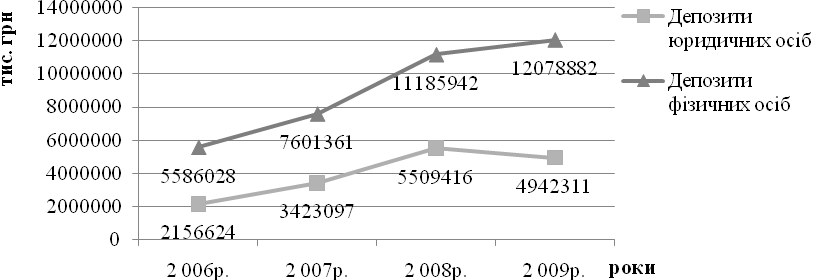 тис. грн
14000000
12000000
10000000
8000000
6000000
4000000
2000000
0
5586028
7601361
11185942
12078882
2156624
3423097
5509416
4942311
2 006р.
2 007р.
2 008р.
2 009р.
роки
Депозити
юридичних осіб
Депозити
фізичних осіб